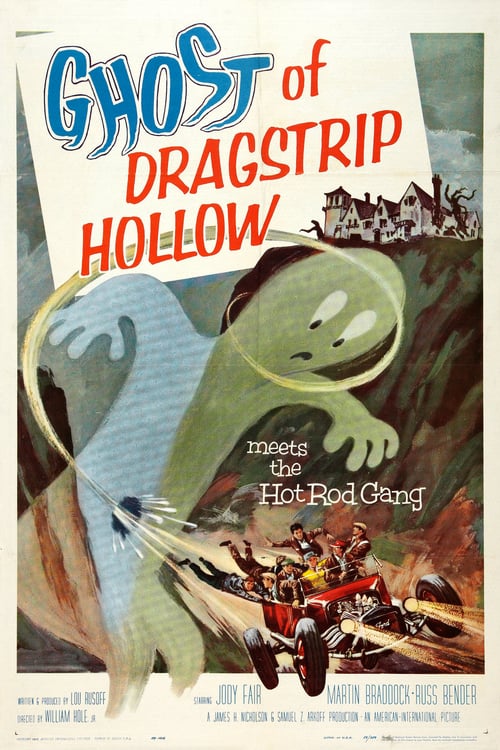 GHOST of
DRAGSTRIP
HOLLOW
meets
the
Hot Rod Gang
Ford
WRITTEN & PRODUCED BY LOU RUSOFF
DIRECTED BY WILLIAM HOLE JR.
STARRING JODY FAIR MARTIN BRADDOCK · RUSS BENDER
A JAMES H. NICHOLSON & SAMUEL Z. ARKOFF PRODUCTION · AN AMERICAN-INTERNATIONAL PICTURE